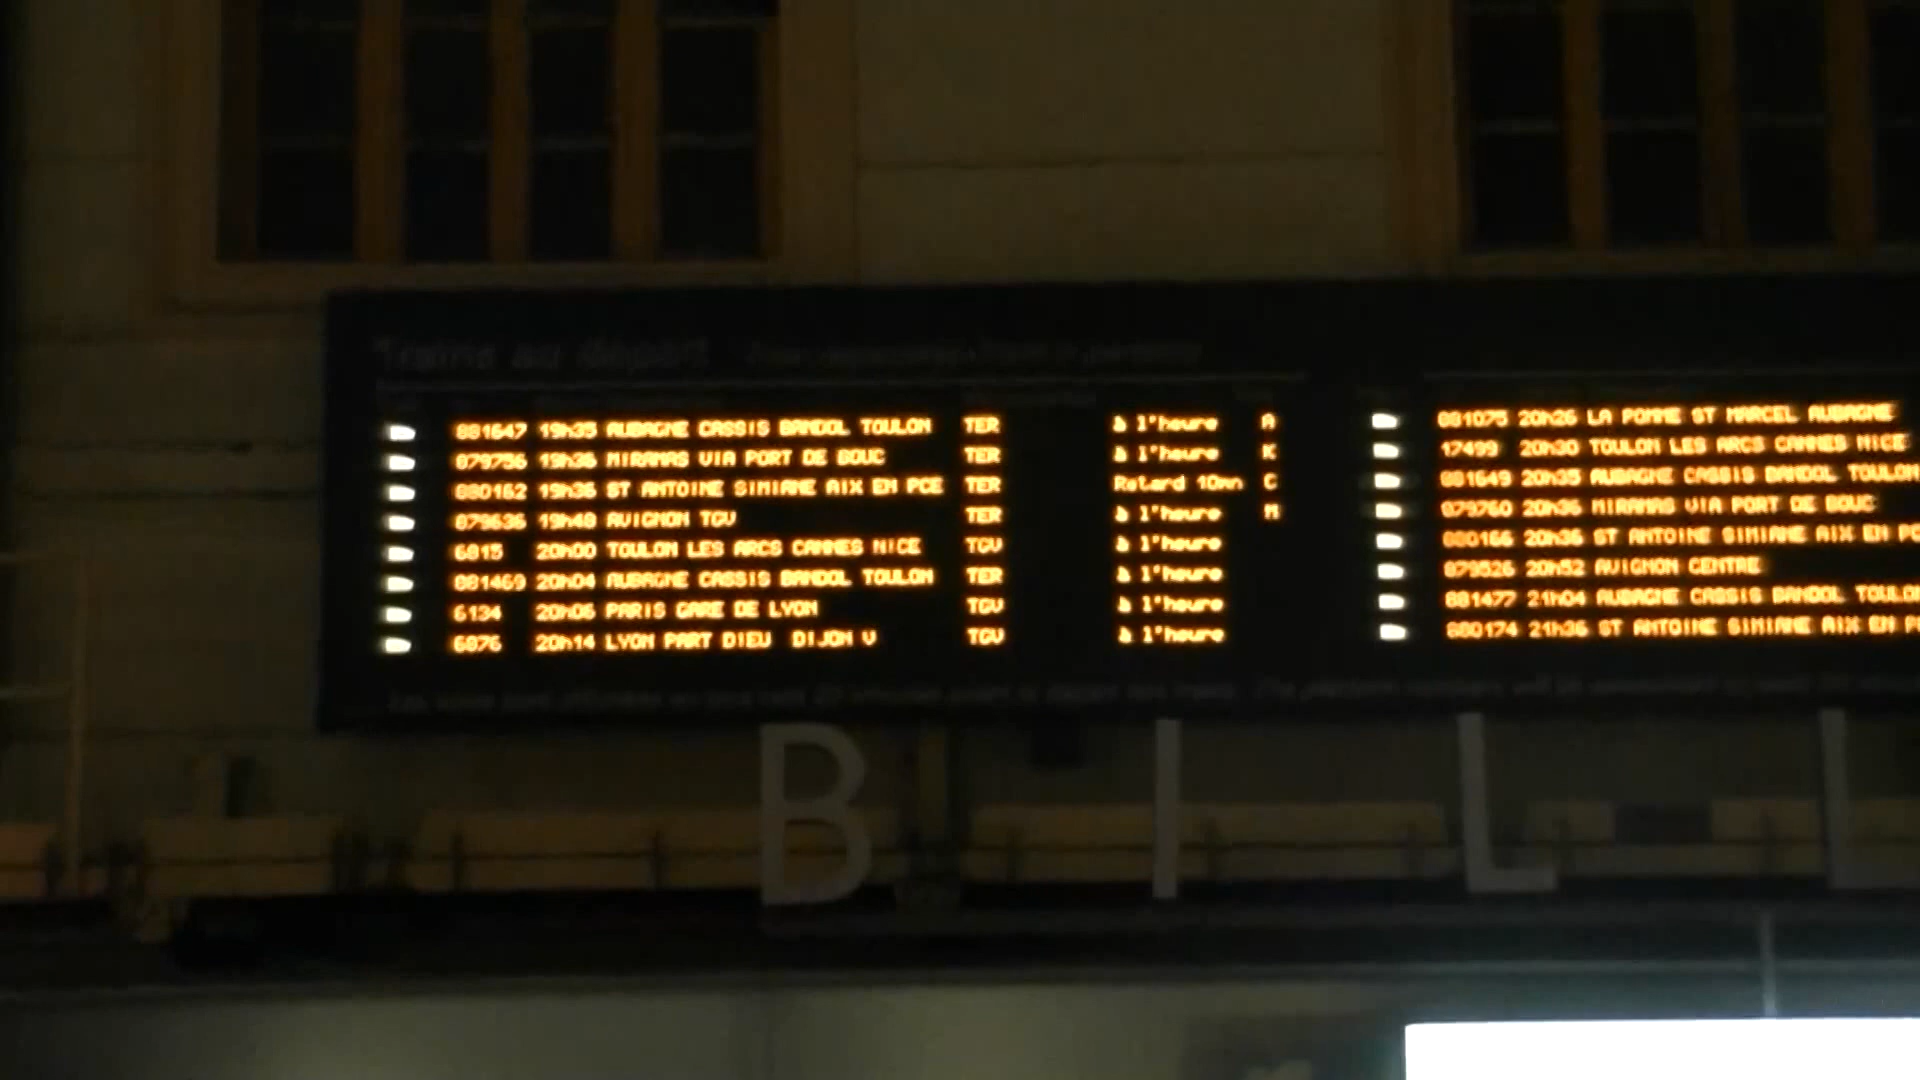 Trains au départ
881647 19h35 AUBAGNE CASSIS BANDOL TOULON TER à l'heure A
879756 19h36 MIRAMAS VIA PORT DE BOUC TER à l'heure K
880162 19h36 ST ANTOINE SIMIANE AIX EN PCE TER Retard 10mn C
879636 19h48 AVIGNON TGV TER à l'heure M
6815 20h00 TOULON LES ARCS CANNES NICE TGV à l'heure
881469 20h04 AUBAGNE CASSIS BANDOL TOULON TER à l'heure
6134 20h06 PARIS GARE DE LYON TGV à l'heure
6876 20h14 LYON PART DIEU DIJON V TGV à l'heure
881075 20h26 LA POMME ST MARCEL AUBAGNE
17499 20h30 TOULON LES ARCS CANNES NICE
881649 20h35 AUBAGNE CASSIS BANDOL TOULON
879760 20h36 MIRAMAS VIA PORT DE BOUC
880166 20h36 ST ANTOINE SIMIANE AIX EN PC
879526 20h52 AVIGNON CENTRE
881477 21h04 AUBAGNE CASSIS BANDOL TOULON
880174 21h36 ST ANTOINE SIMIANE AIX EN P
B I L L